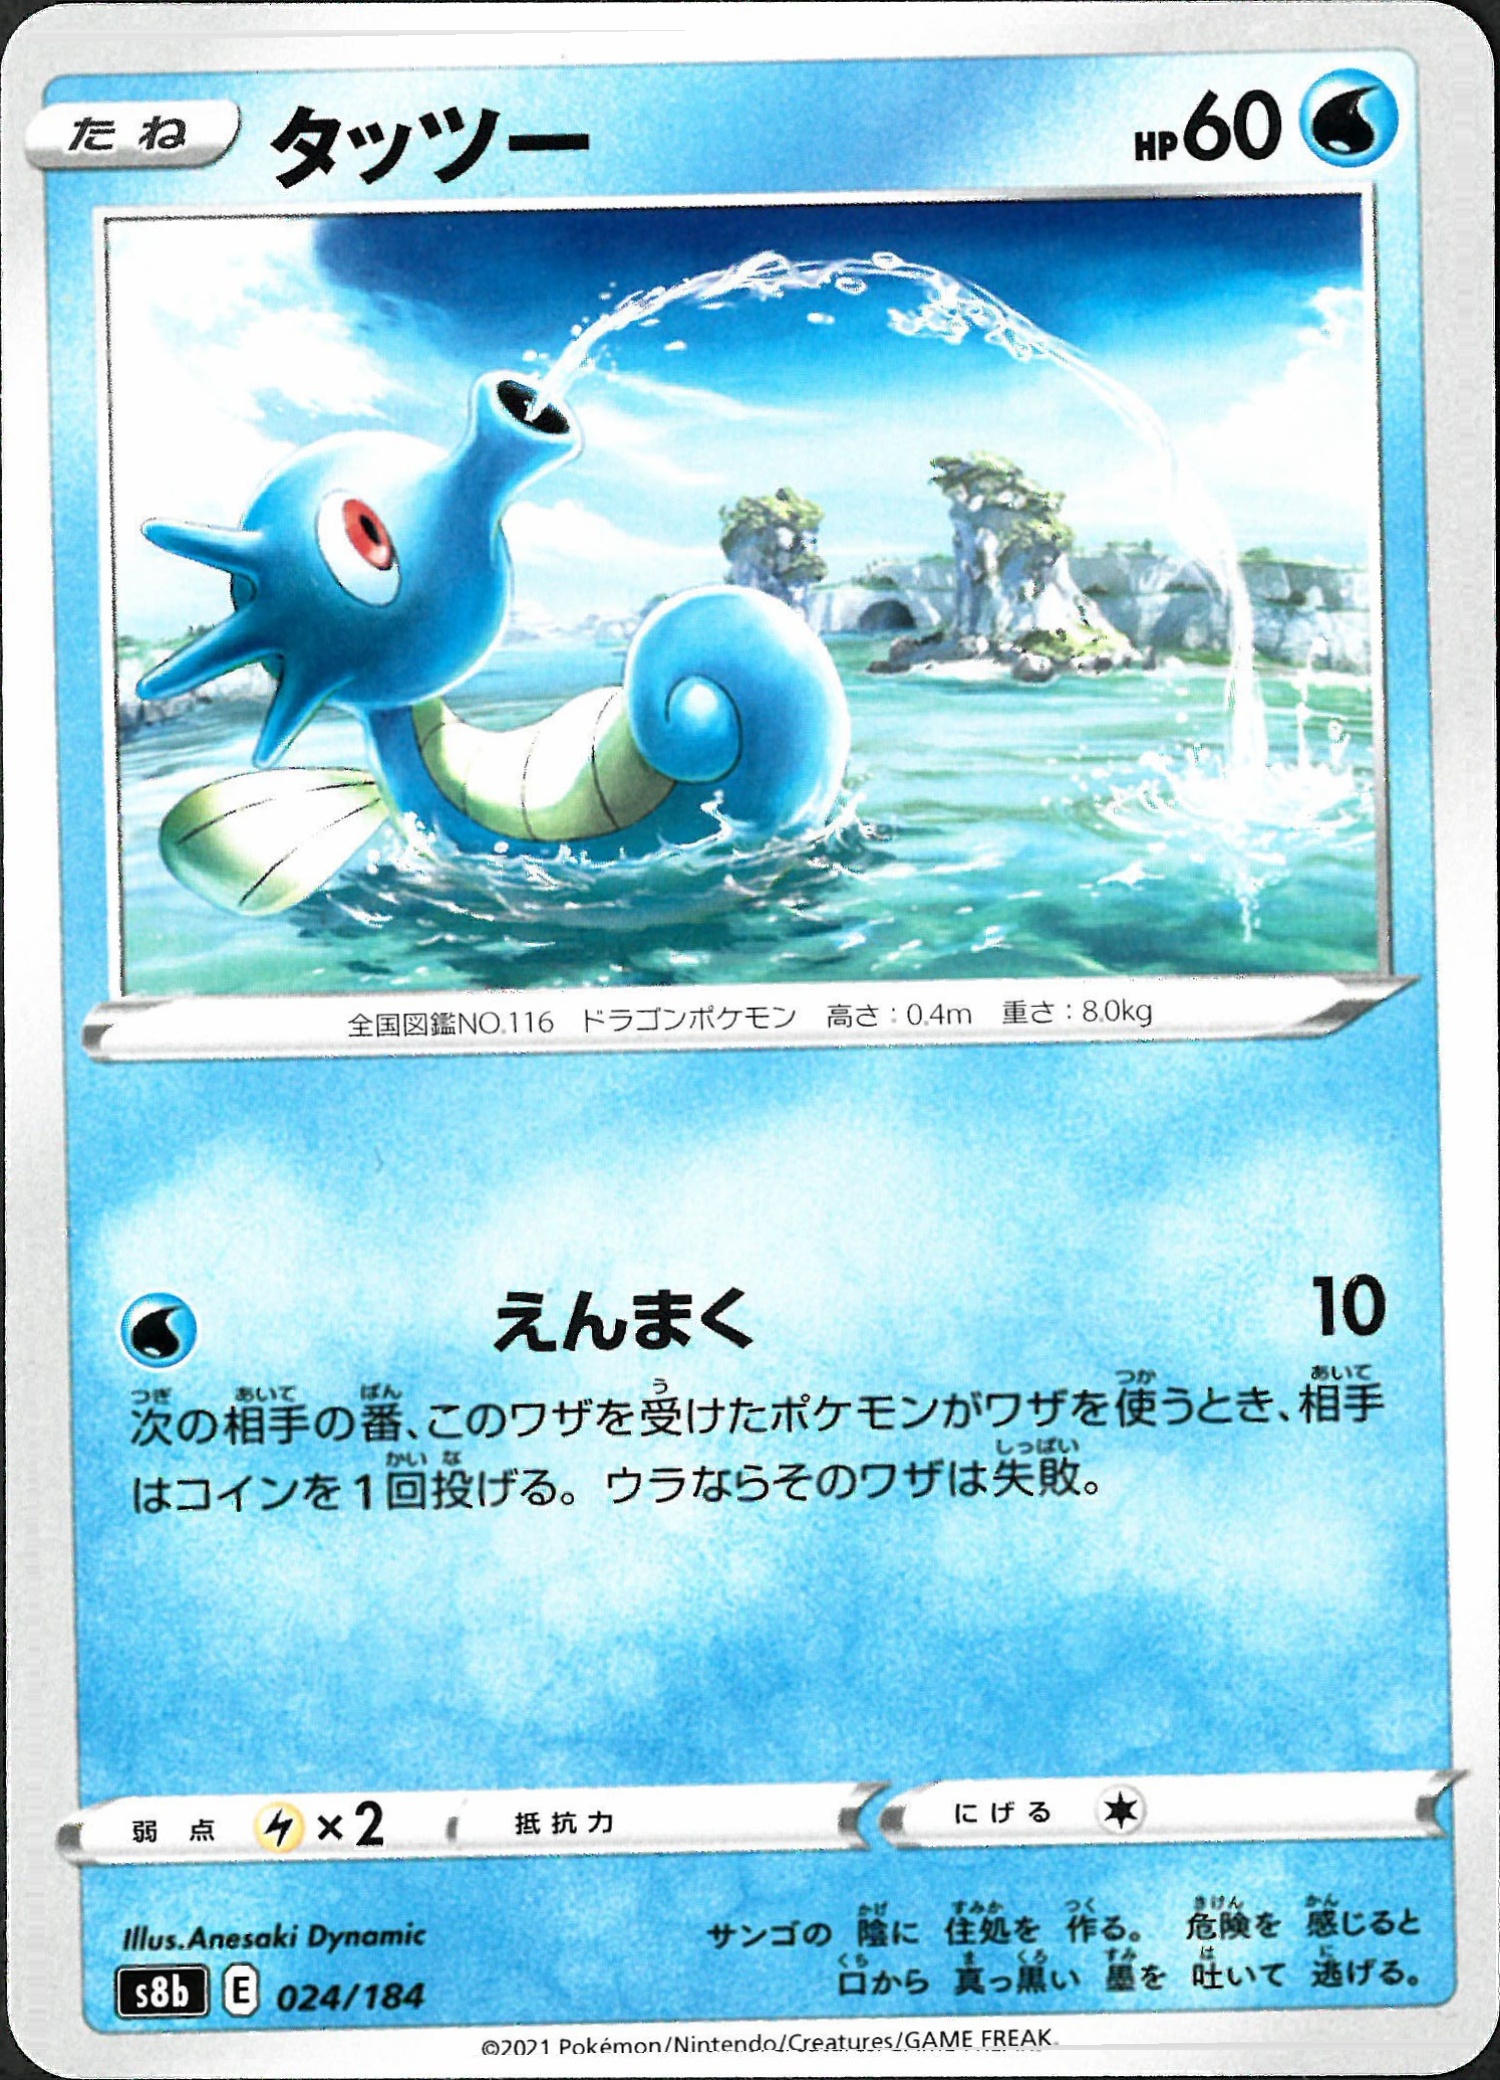 たね タッツー HP60
全国図鑑NO.116 ドラゴンポケモン 高さ:0.4m 重さ:8.0kg
えんまく 10
次の相手の番、このワザを受けたポケモンがワザを使うとき、相手
はコインを1回投げる。ウラならそのワザは失敗。
弱点 ×2 抵抗力 にげる
Illus.Anesaki Dynamic
サンゴの 陰に 住処を 作る。 危険を 感じると
口から 真っ黒い 墨を 吐いて 逃げる。
s8b E 024/184
©2021 Pokémon/Nintendo/Creatures/GAME FREAK.